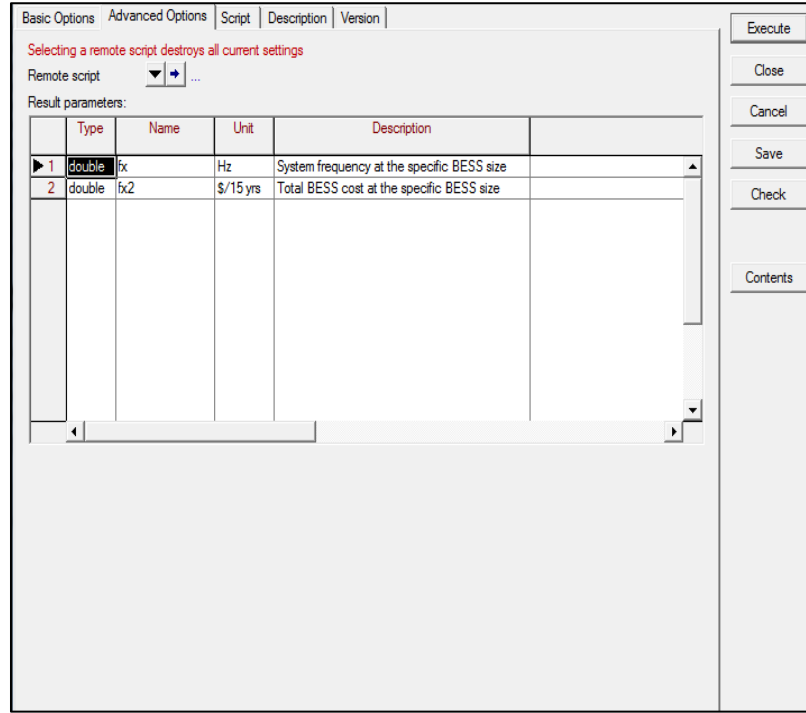 Basic Options Advanced Options Script Description Version
Execute
Selecting a remote script destroys all current settings
Remote script ...
Close
Result parameters:
Cancel
Type Name Unit Description
Save
1 double fx Hz System frequency at the specific BESS size
2 double fx2 $/15 yrs Total BESS cost at the specific BESS size
Check
Contents